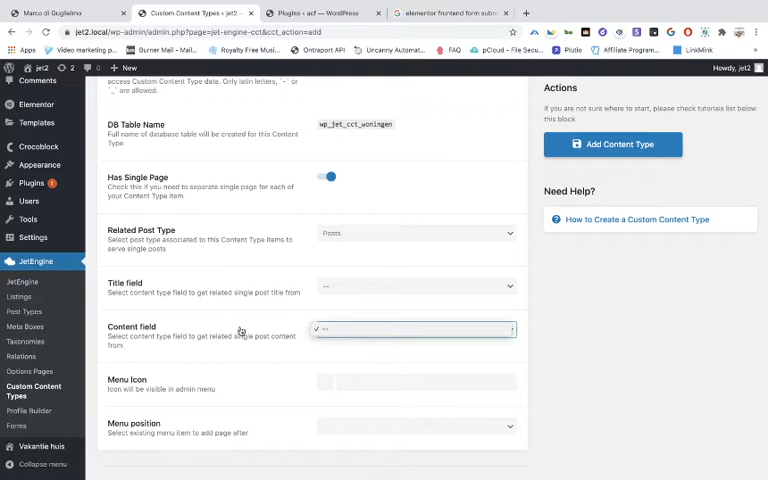 Marco di Guglielmo
Custom Content Types ‹ jet2 –
Plugins ‹ acf — WordPress
elementor frontend form subm
jet2.local/wp-admin/admin.php?page=jet-engine-cct&cct_action=add
Apps
Video marketing p...
Burner Mail - Mail...
Royalty Free Musi...
Ontraport API
Uncanny Automat...
FAQ
pCloud - File Secu...
Plutio
Affiliate Program...
LinkMink
jet2
2
0
+ New
Howdy, jet2
Comments
Elementor
Templates
Crocoblock
Appearance
Plugins 1
Users
Tools
Settings
JetEngine
JetEngine
Listings
Post Types
Meta Boxes
Taxonomies
Relations
Options Pages
Custom Content
Types
Profile Builder
Forms
Vakantie huis
Collapse menu
access Custom Content Type data. Only latin letters, '-' or
'_' are allowed.
DB Table Name
Full name of database table will be created for this Content
Type
wp_jet_cct_woningen
Has Single Page
Check this if you need to separate single page for each of
your Content Type item
Related Post Type
Select post type associated to this Content Type items to
serve single posts
Posts
Title field
Select content type field to get related single post title from
--
Content field
Select content type field to get related single post content
from
✓ --
Menu Icon
Icon will be visible in admin menu
Menu position
Select existing menu item to add page after
Actions
If you are not sure where to start, please check tutorials list below
this block
Add Content Type
Need Help?
How to Create a Custom Content Type